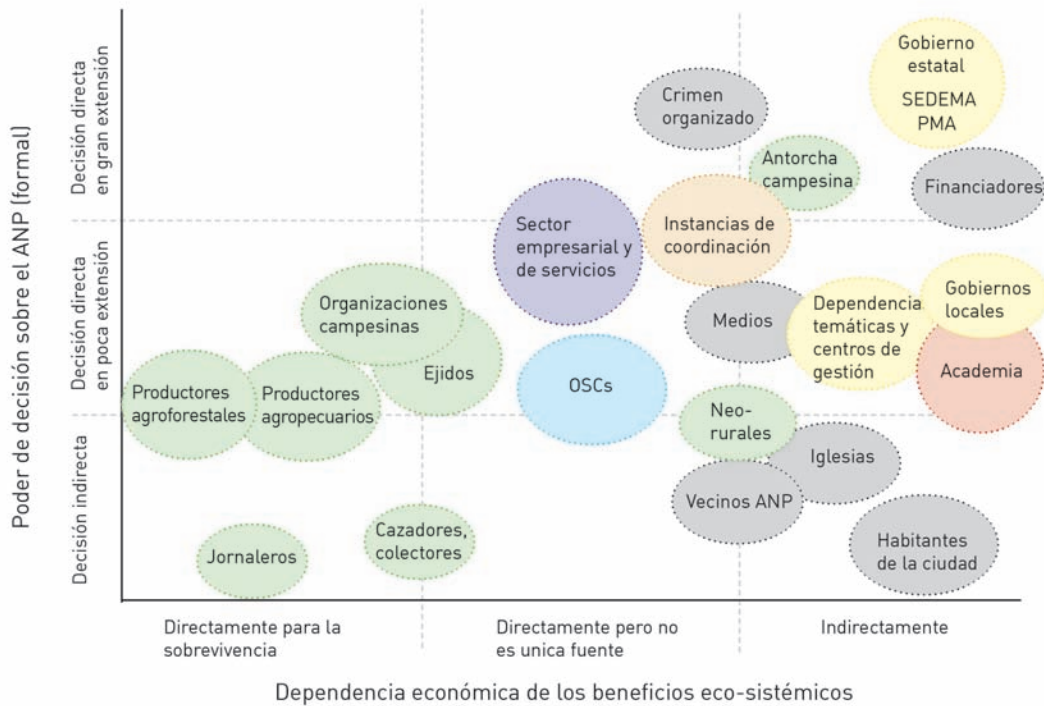 Poder de decisión sobre el ANP (formal)
Decisión directa
en gran extensión
Decisión directa
en poca extensión
Decisión indirecta
Gobierno
estatal
SEDEMA
PMA
Crimen
organizado
Antorcha
campesina
Financiadores
Sector
empresarial y
de servicios
Instancias de
coordinación
Organizaciones
campesinas
Medios
Dependencia
temáticas y
centros de
gestión
Gobiernos
locales
Ejidos
OSCs
Academia
Productores
agroforestales
Productores
agropecuarios
Neo-
rurales
Iglesias
Vecinos ANP
Jornaleros
Cazadores,
colectores
Habitantes
de la ciudad
Directamente para la
sobrevivencia
Directamente pero no
es unica fuente
Indirectamente
Dependencia económica de los beneficios eco-sistémicos